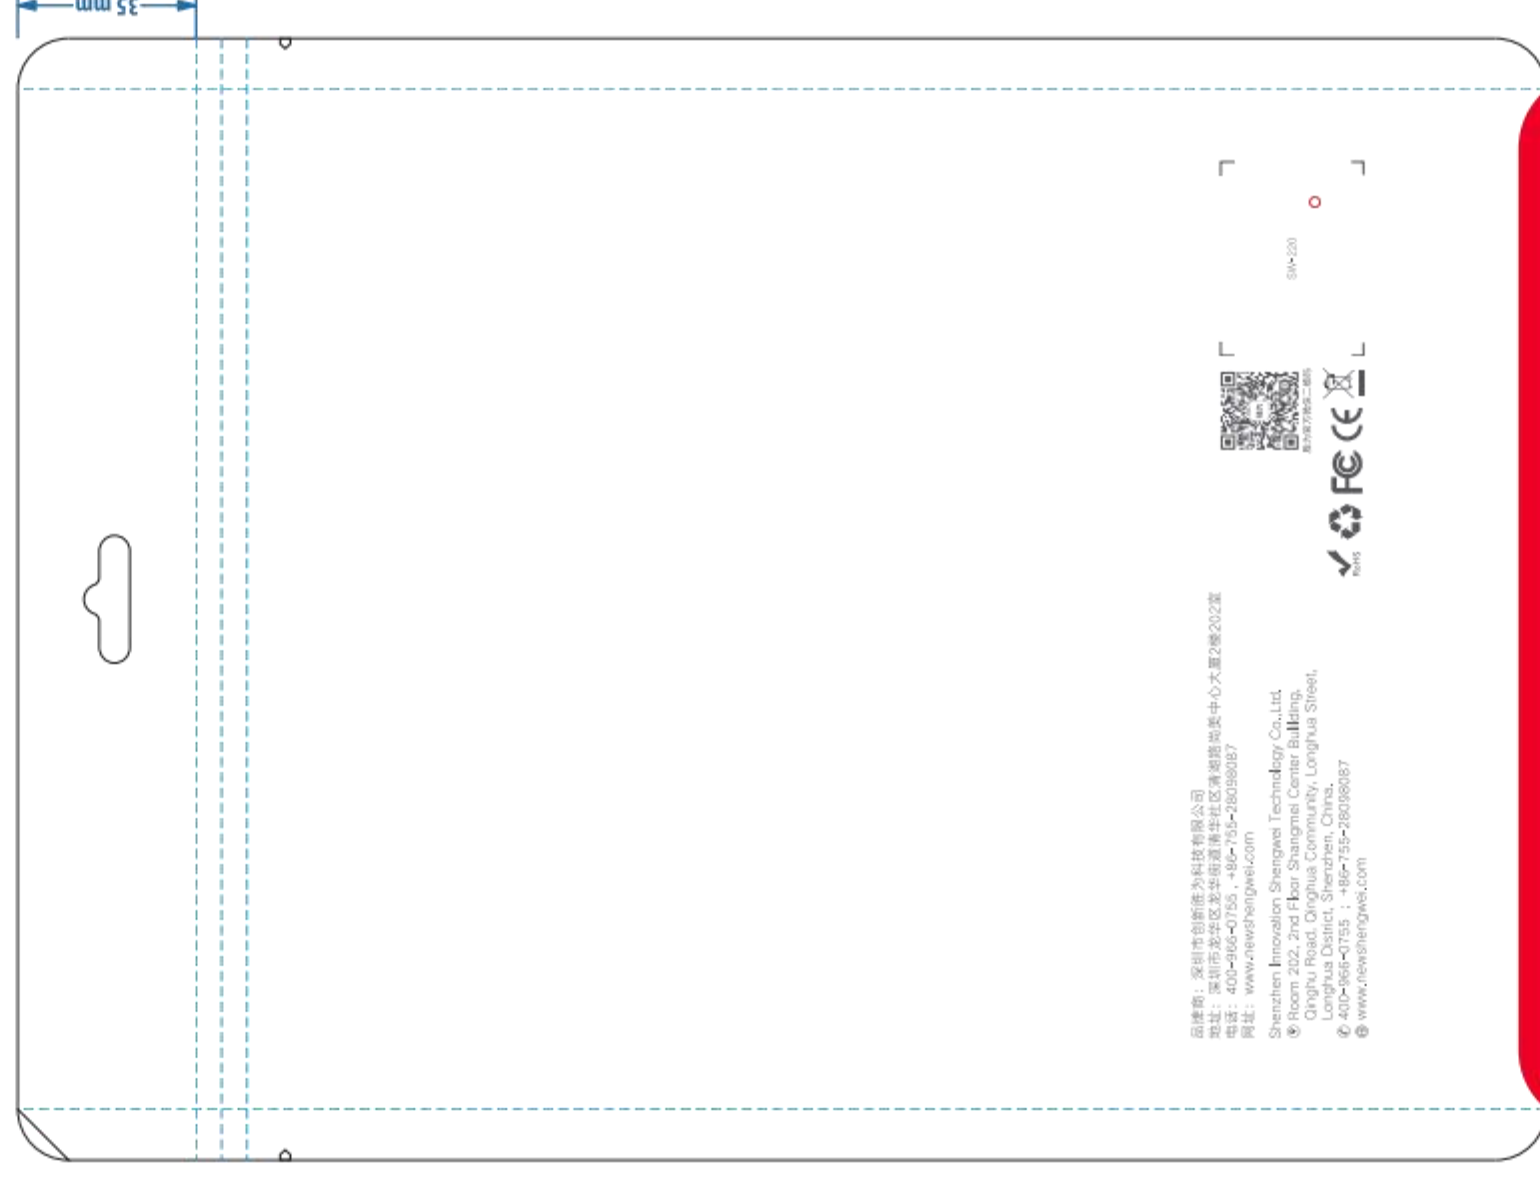 35 mm
SW-220
RoHS
品牌商：深圳市创新胜为科技有限公司
地址：深圳市龙华区龙华街道清华社区清湖路尚美中心大厦2楼202室
电话：400-966-0755，+86-755-28098087
网址：www.newshengwei.com
Shenzhen Innovation Shengwei Technology Co.,Ltd.
Room 202, 2nd Floor Shangmei Center Building,
Qinghu Road, Qinghua Community, Longhua Street,
Longhua District, Shenzhen, China.
400-966-0755 ; +86-755-28098087
www.newshengwei.com
FC CE